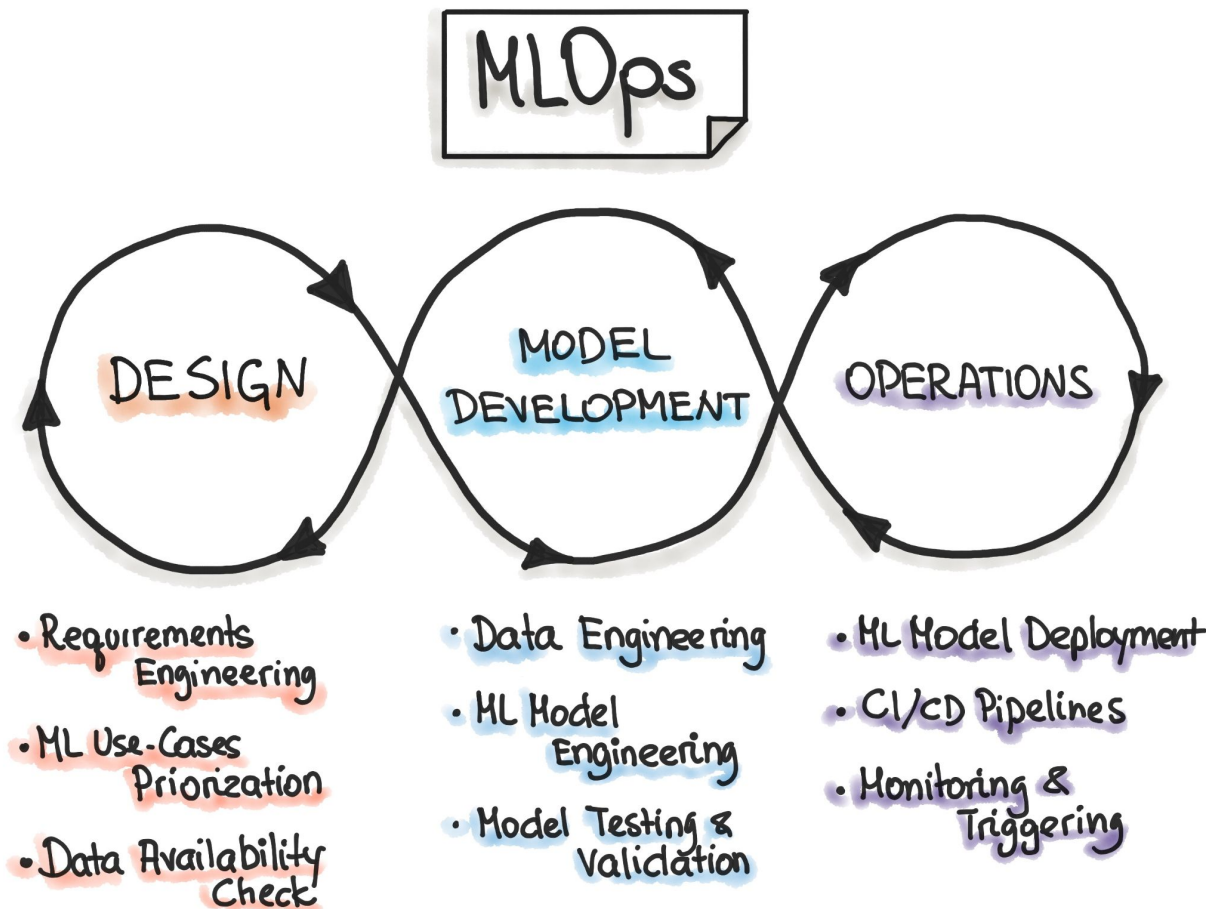 MLOps
DESIGN
MODEL
DEVELOPMENT
OPERATIONS
• Requirements
Engineering
• ML Use-Cases
Priorization
• Data Availability
Check
• Data Engineering
• ML Model
Engineering
• Model Testing &
Validation
• ML Model Deployment
• CI/CD Pipelines
• Monitoring &
Triggering